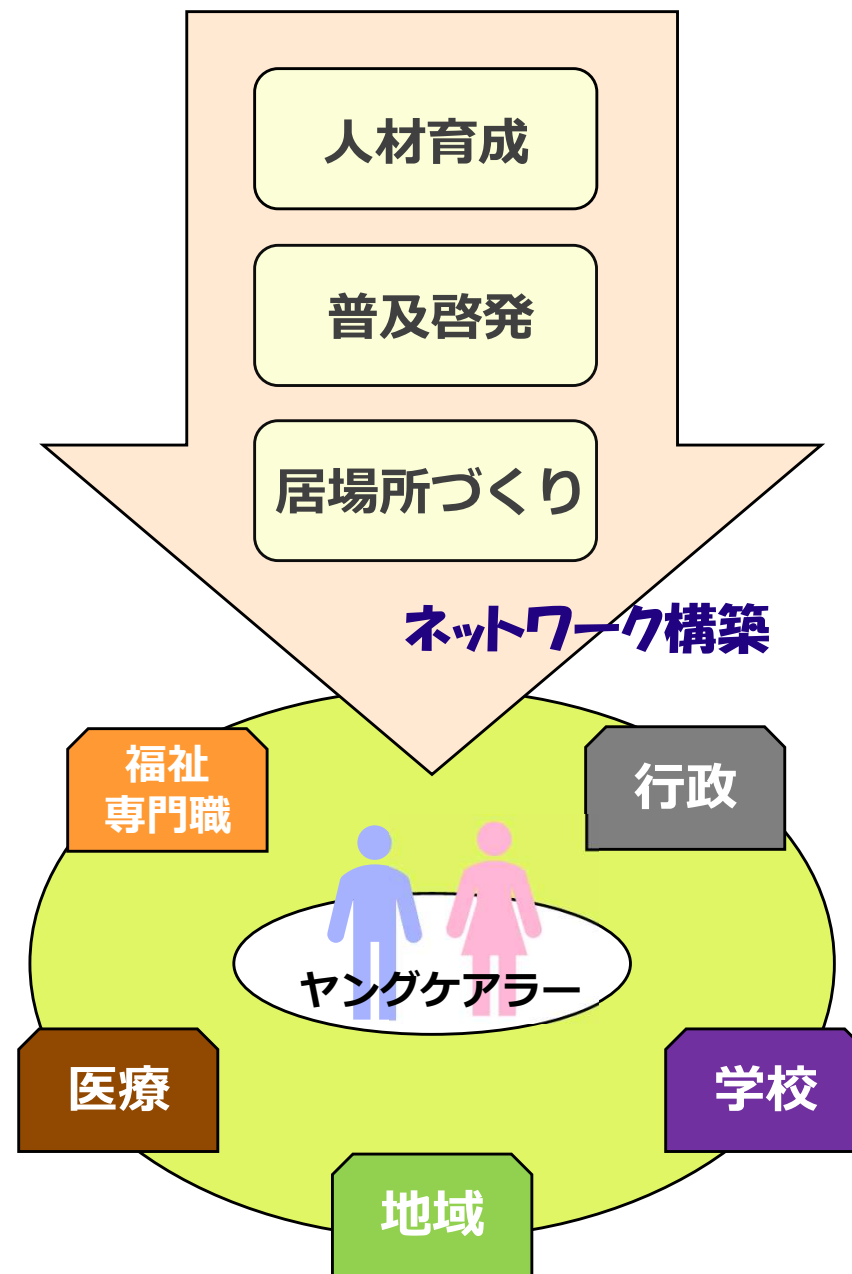 人材育成
普及啓発
居場所づくり
ネットワーク構築
福祉
専門職
行政
ヤングケアラー
医療
学校
地域